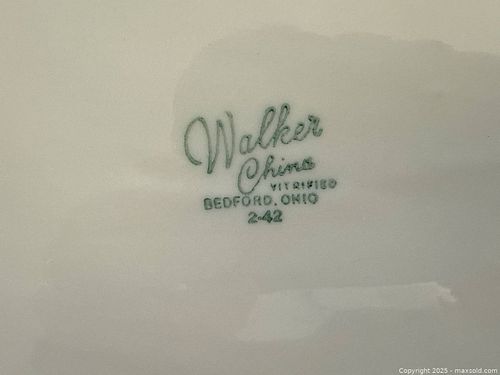 Walker
China
VITRIFIED
BEDFORD, OHIO
2-42
Copyright 2025 - maxsold.com